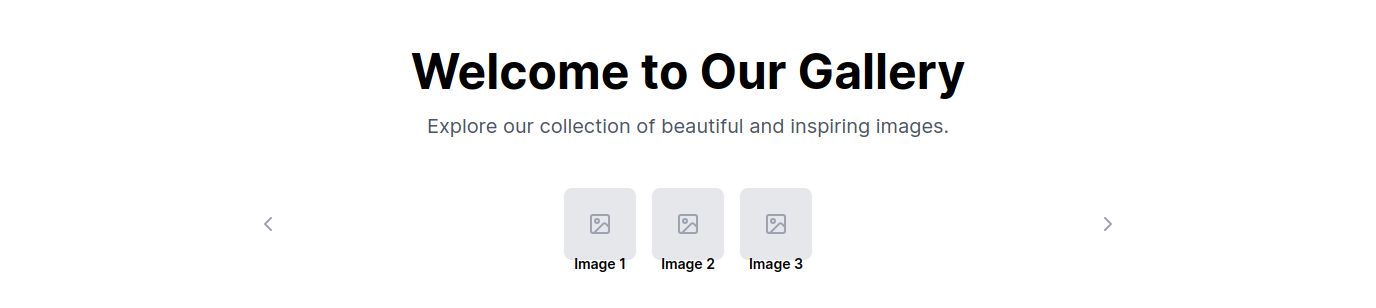 Welcome to Our Gallery
Explore our collection of beautiful and inspiring images.
Image 1 Image 2 Image 3